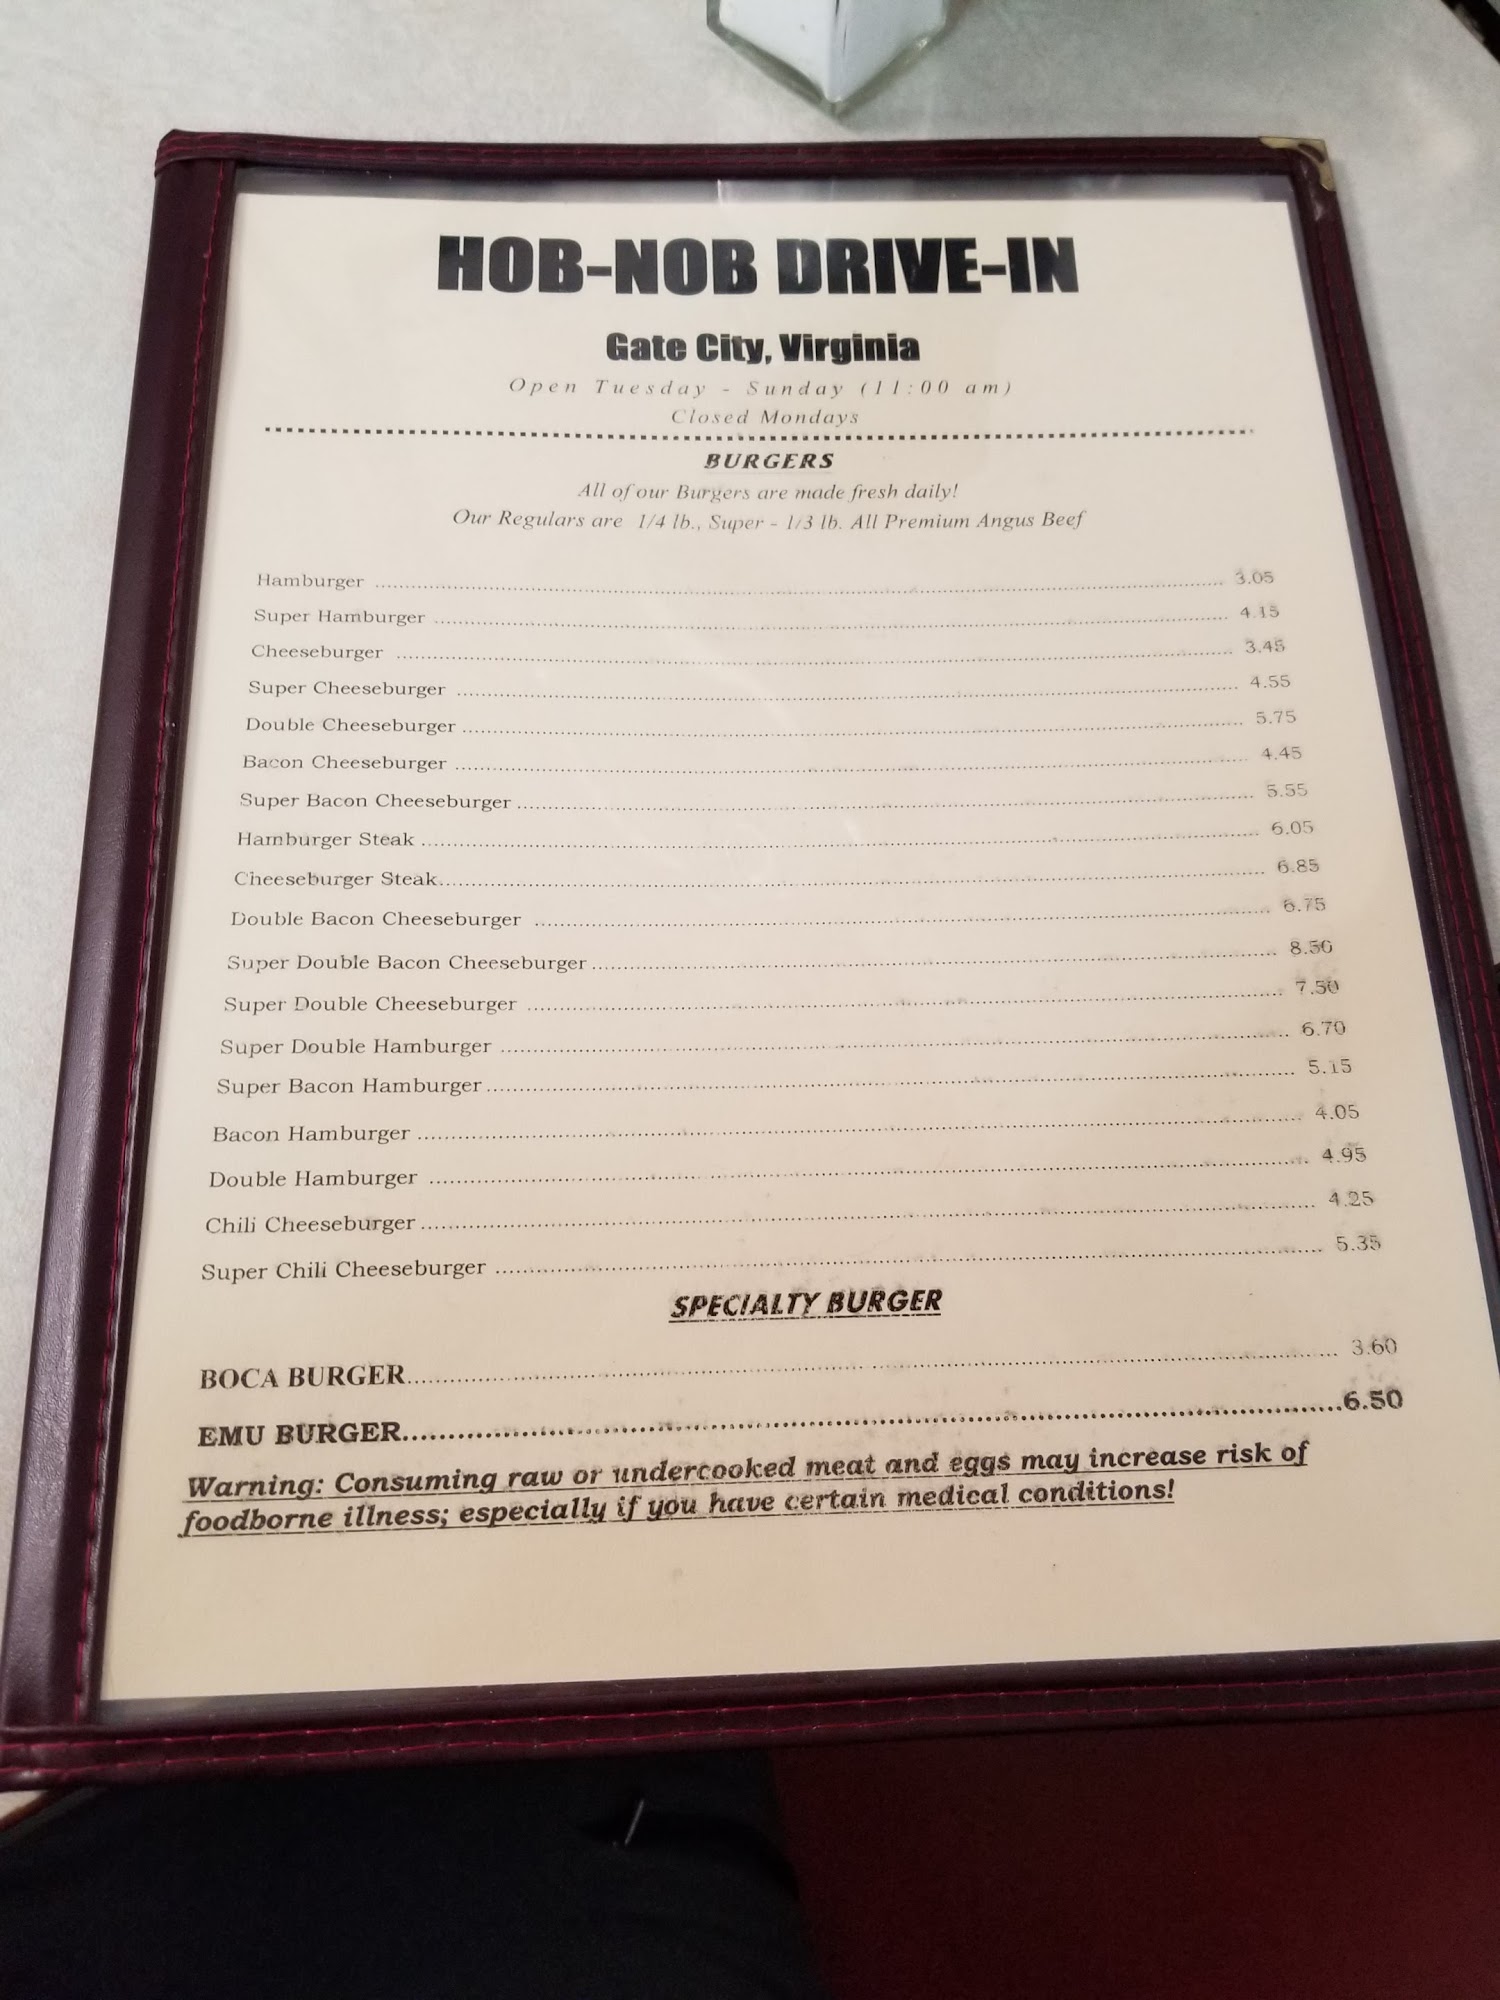 HOB-NOB DRIVE-IN
Gate City, Virginia
Open Tuesday - Sunday (11:00 am)
Closed Mondays
BURGERS
All of our Burgers are made fresh daily!
Our Regulars are 1/4 lb., Super - 1/3 lb. All Premium Angus Beef
Hamburger 3.05
Super Hamburger 4.15
Cheeseburger 3.45
Super Cheeseburger 4.55
Double Cheeseburger 5.75
Bacon Cheeseburger 4.45
Super Bacon Cheeseburger 5.55
Hamburger Steak 6.05
Cheeseburger Steak 6.85
Double Bacon Cheeseburger 6.75
Super Double Bacon Cheeseburger 8.50
Super Double Cheeseburger 7.50
Super Double Hamburger 6.70
Super Bacon Hamburger 5.15
Bacon Hamburger 4.05
Double Hamburger 4.95
Chili Cheeseburger 4.25
Super Chili Cheeseburger 5.35
SPECIALTY BURGER
BOCA BURGER 3.60
EMU BURGER 6.50
Warning: Consuming raw or undercooked meat and eggs may increase risk of
foodborne illness; especially if you have certain medical conditions!